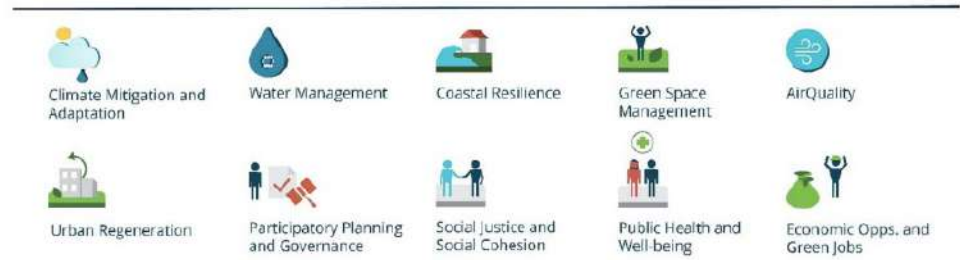 Climate Mitigation and
Adaptation
Water Management
Coastal Resilience
Green Space
Management
AirQuality
Urban Regeneration
Participatory Planning
and Governance
Social Justice and
Social Cohesion
Public Health and
Well-being
Economic Opps. and
Green Jobs